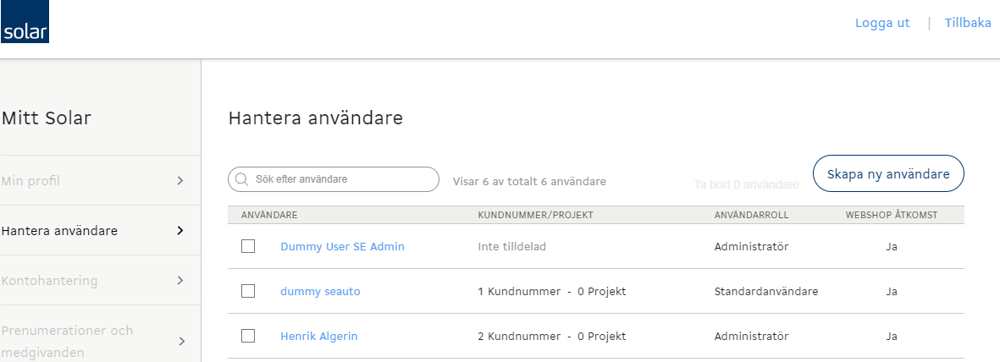 solar
Logga ut | Tillbaka
Mitt Solar
Min profil
Hantera användare
Kontohantering
Prenumerationer och
medgivanden
Hantera användare
Sök efter användare
Visar 6 av totalt 6 användare
Ta bort 0 användare
Skapa ny användare
ANVÄNDARE KUNDNUMMER/PROJEKT ANVÄNDARROLL WEBSHOP ÅTKOMST
Dummy User SE Admin Inte tilldelad Administratör Ja
dummy seauto 1 Kundnummer - 0 Projekt Standardanvändare Ja
Henrik Algerin 2 Kundnummer - 0 Projekt Administratör Ja